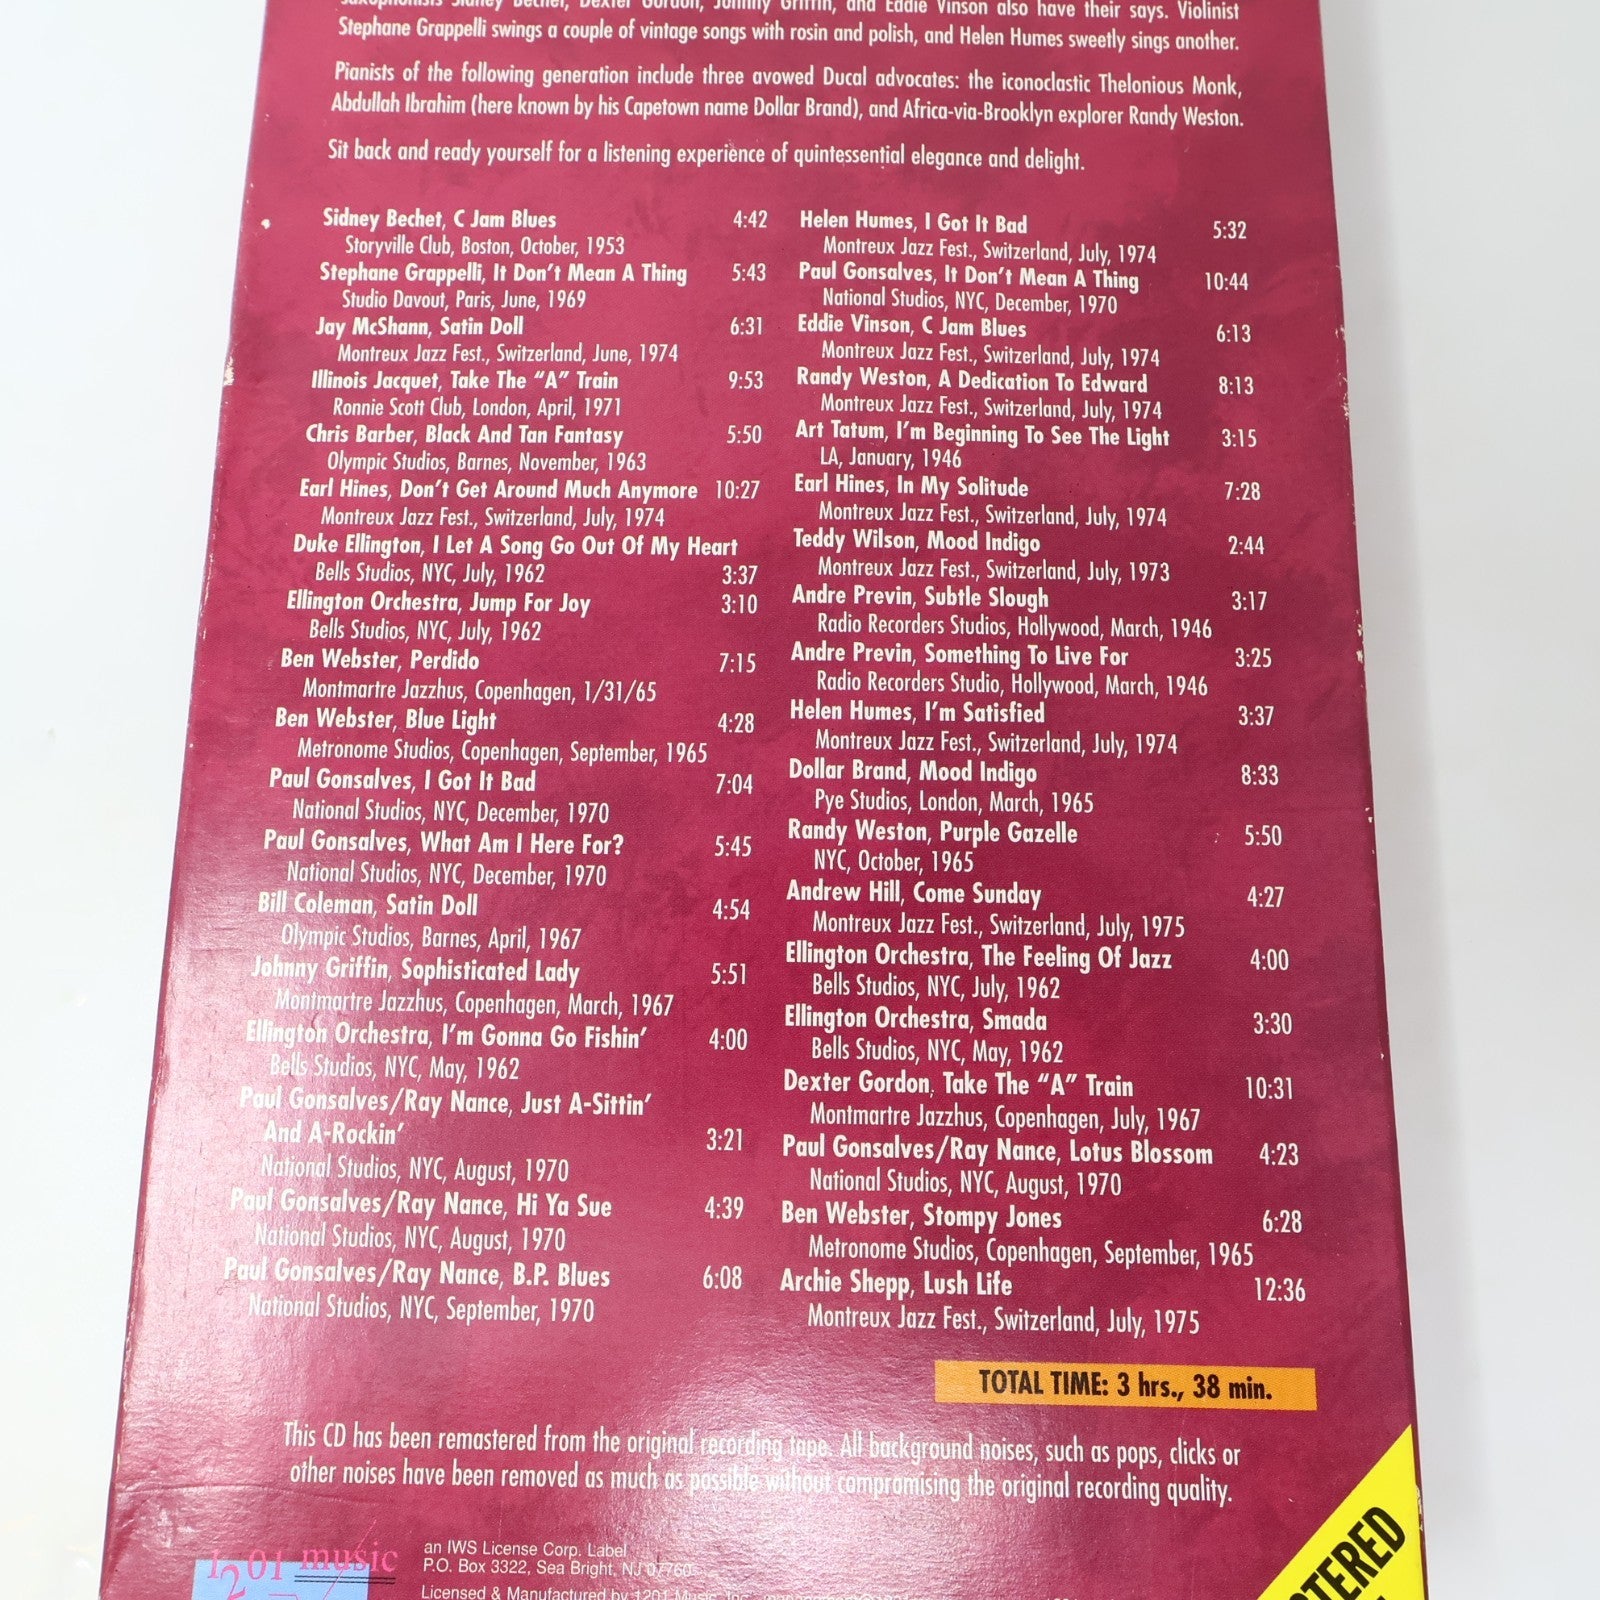 saxophonists Sidney Bechet, Dexter Gordon, Johnny Griffin, and Eddie Vinson also have their says. Violinist
Stephane Grappelli swings a couple of vintage songs with rosin and polish, and Helen Humes sweetly sings another.
Pianists of the following generation include three avowed Ducal advocates: the iconoclastic Thelonious Monk,
Abdullah Ibrahim (here known by his Capetown name Dollar Brand), and Africa-via-Brooklyn explorer Randy Weston.
Sit back and ready yourself for a listening experience of quintessential elegance and delight.
Sidney Bechet, C Jam Blues 4:42
Storyville Club, Boston, October, 1953
Stephane Grappelli, It Don't Mean A Thing 5:43
Studio Davout, Paris, June, 1969
Jay McShann, Satin Doll 6:31
Montreux Jazz Fest., Switzerland, June, 1974
Illinois Jacquet, Take The "A" Train 9:53
Ronnie Scott Club, London, April, 1971
Chris Barber, Black And Tan Fantasy 5:50
Olympic Studios, Barnes, November, 1963
Earl Hines, Don't Get Around Much Anymore 10:27
Montreux Jazz Fest., Switzerland, July, 1974
Duke Ellington, I Let A Song Go Out Of My Heart
Bells Studios, NYC, July, 1962 3:37
Ellington Orchestra, Jump For Joy 3:10
Bells Studios, NYC, July, 1962
Ben Webster, Perdido 7:15
Montmartre Jazzhus, Copenhagen, 1/31/65
Ben Webster, Blue Light 4:28
Metronome Studios, Copenhagen, September, 1965
Paul Gonsalves, I Got It Bad 7:04
National Studios, NYC, December, 1970
Paul Gonsalves, What Am I Here For? 5:45
National Studios, NYC, December, 1970
Bill Coleman, Satin Doll 4:54
Olympic Studios, Barnes, April, 1967
Johnny Griffin, Sophisticated Lady 5:51
Montmartre Jazzhus, Copenhagen, March, 1967
Ellington Orchestra, I'm Gonna Go Fishin' 4:00
Bells Studios, NYC, May, 1962
Paul Gonsalves/Ray Nance, Just A-Sittin'
And A-Rockin' 3:21
National Studios, NYC, August, 1970
Paul Gonsalves/Ray Nance, Hi Ya Sue 4:39
National Studios, NYC, August, 1970
Paul Gonsalves/Ray Nance, B.P. Blues 6:08
National Studios, NYC, September, 1970
Helen Humes, I Got It Bad 5:32
Montreux Jazz Fest., Switzerland, July, 1974
Paul Gonsalves, It Don't Mean A Thing 10:44
National Studios, NYC, December, 1970
Eddie Vinson, C Jam Blues 6:13
Montreux Jazz Fest., Switzerland, July, 1974
Randy Weston, A Dedication To Edward 8:13
Montreux Jazz Fest., Switzerland, July, 1974
Art Tatum, I'm Beginning To See The Light 3:15
LA, January, 1946
Earl Hines, In My Solitude 7:28
Montreux Jazz Fest., Switzerland, July, 1974
Teddy Wilson, Mood Indigo 2:44
Montreux Jazz Fest., Switzerland, July, 1973
Andre Previn, Subtle Slough 3:17
Radio Recorders Studios, Hollywood, March, 1946
Andre Previn, Something To Live For 3:25
Radio Recorders Studio, Hollywood, March, 1946
Helen Humes, I'm Satisfied 3:37
Montreux Jazz Fest., Switzerland, July, 1974
Dollar Brand, Mood Indigo 8:33
Pye Studios, London, March, 1965
Randy Weston, Purple Gazelle 5:50
NYC, October, 1965
Andrew Hill, Come Sunday 4:27
Montreux Jazz Fest., Switzerland, July, 1975
Ellington Orchestra, The Feeling Of Jazz 4:00
Bells Studios, NYC, July, 1962
Ellington Orchestra, Smada 3:30
Bells Studios, NYC, May, 1962
Dexter Gordon, Take The "A" Train 10:31
Montmartre Jazzhus, Copenhagen, July, 1967
Paul Gonsalves/Ray Nance, Lotus Blossom 4:23
National Studios, NYC, August, 1970
Ben Webster, Stompy Jones 6:28
Metronome Studios, Copenhagen, September, 1965
Archie Shepp, Lush Life 12:36
Montreux Jazz Fest., Switzerland, July, 1975
TOTAL TIME: 3 hrs., 38 min.
This CD has been remastered from the original recording tape. All background noises, such as pops, clicks or
other noises have been removed as much as possible without compromising the original recording quality.
1201 music
an IWS License Corp. Label
P.O. Box 3322, Sea Bright, NJ 07760
Licensed & Manufactured by 1201 Music, Inc.
TERED